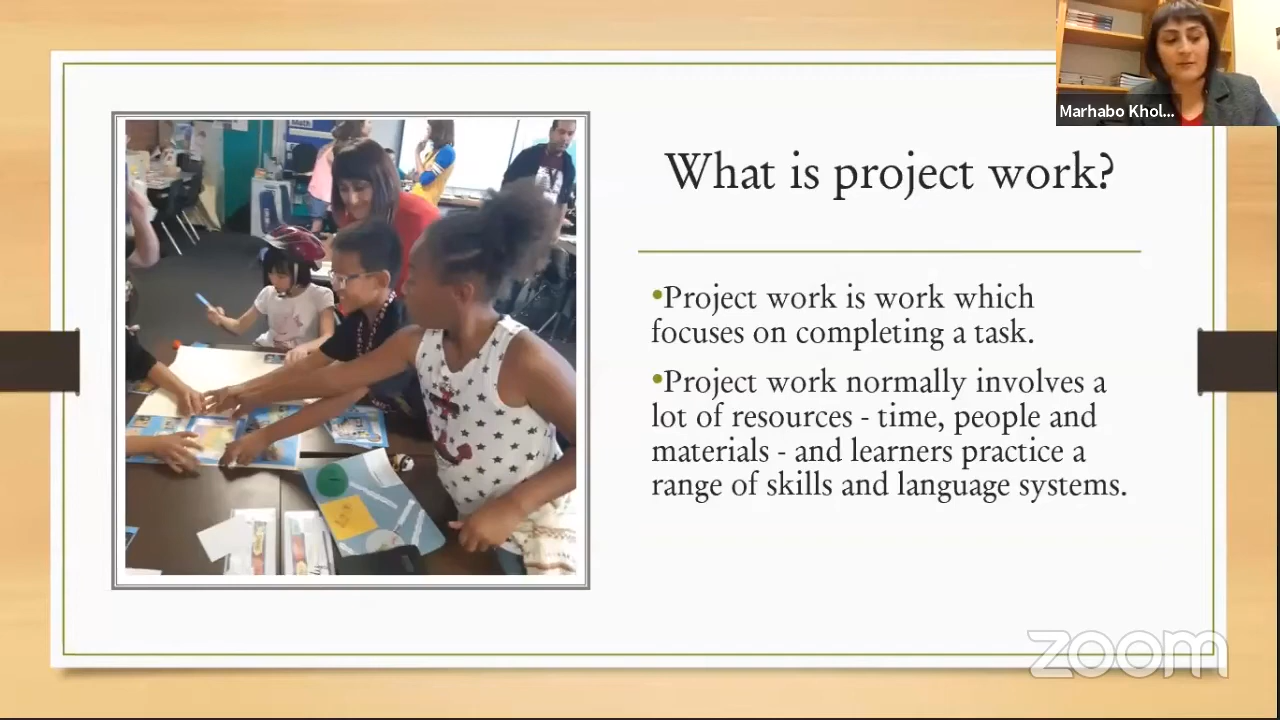 Marhabo Khol...
What is project work?
•Project work is work which
focuses on completing a task.
•Project work normally involves a
lot of resources - time, people and
materials - and learners practice a
range of skills and language systems.
zoom